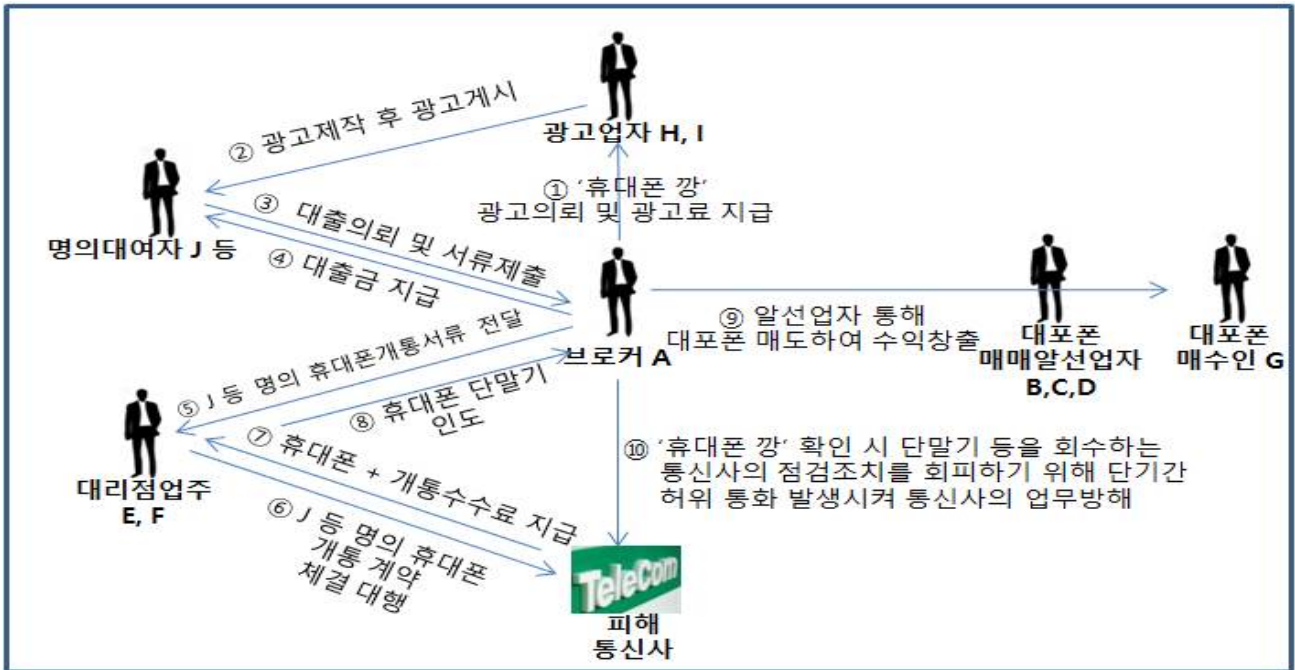 ② 광고제작 후 광고게시
광고업자 H, I
① ‘휴대폰 깡’
광고의뢰 및 광고료 지급
명의대여자 J 등
③ 대출의뢰 및 서류제출
④ 대출금 지급
브로커 A
⑨ 알선업자 통해
대포폰 매도하여 수익창출
대포폰
매매알선업자
B,C,D
대포폰
매수인 G
⑤ J 등 명의 휴대폰개통서류 전달
⑧ 휴대폰 단말기
인도
대리점업주
E, F
⑦ 휴대폰 + 개통수수료 지급
⑥ J 등 명의 휴대폰
개통 계약
체결 대행
⑩ ‘휴대폰 깡’ 확인 시 단말기 등을 회수하는
통신사의 점검조치를 회피하기 위해 단기간
허위 통화 발생시켜 통신사의 업무방해
TeleCom
피해
통신사